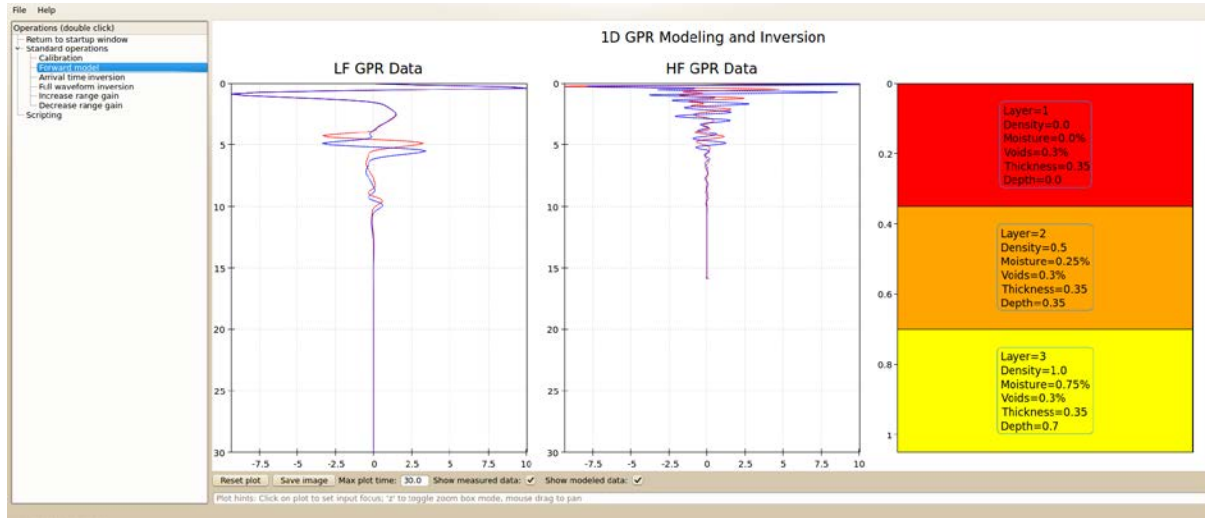 File Help
Operations (double click)
Return to startup window
Standard operations
Calibration
Forward model
Arrival time inversion
Full waveform inversion
Increase range gain
Decrease range gain
Scripting
1D GPR Modeling and Inversion
LF GPR Data
0
5
10
15
20
25
30
-7.5 -5 -2.5 0 2.5 5 7.5 10
HF GPR Data
0
5
10
15
20
25
30
-7.5 -5 -2.5 0 2.5 5 7.5 10
0
0.2
0.4
0.6
0.8
1
Layer=1
Density=0.0
Moisture=0.0%
Voids=0.3%
Thickness=0.35
Depth=0.0
Layer=2
Density=0.5
Moisture=0.25%
Voids=0.3%
Thickness=0.35
Depth=0.35
Layer=3
Density=1.0
Moisture=0.75%
Voids=0.3%
Thickness=0.35
Depth=0.7
Reset plot Save image Max plot time: 30.0 Show measured data: Show modeled data:
Plot hints: Click on plot to set input focus; 'z' to toggle zoom box mode, mouse drag to pan